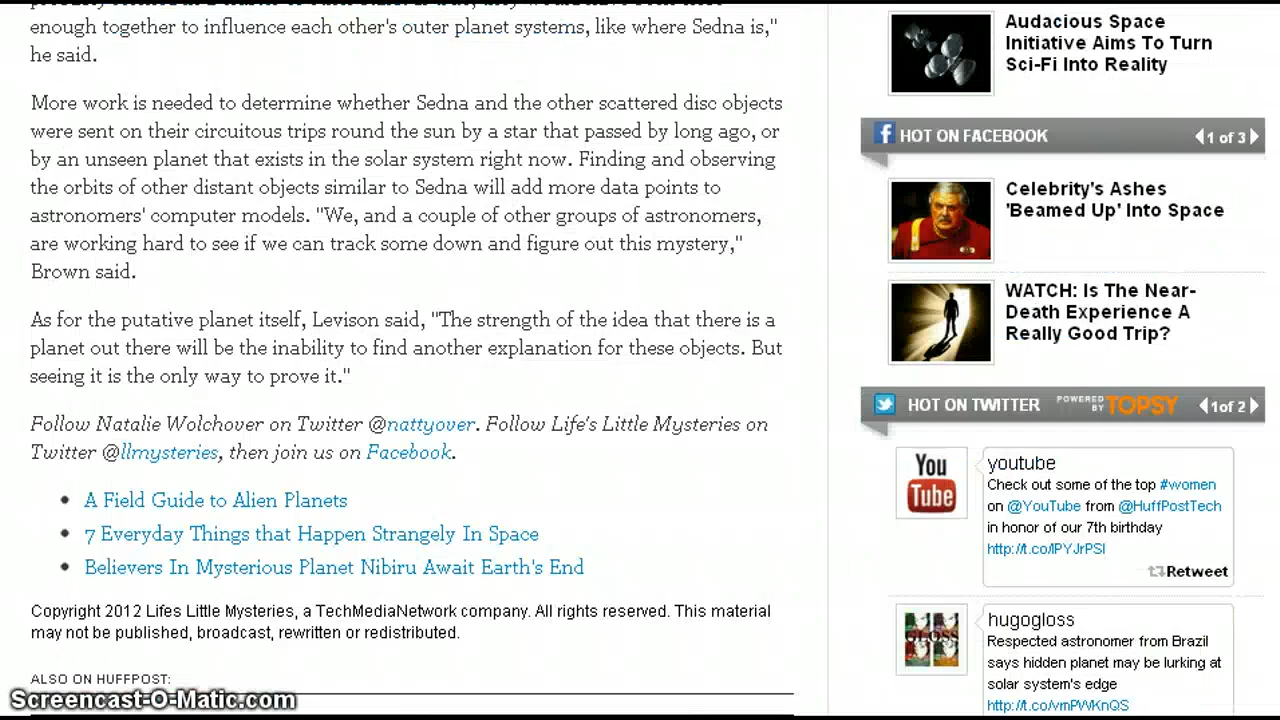 enough together to influence each other's outer planet systems, like where Sedna is,"
he said.
More work is needed to determine whether Sedna and the other scattered disc objects
were sent on their circuitous trips round the sun by a star that passed by long ago, or
by an unseen planet that exists in the solar system right now. Finding and observing
the orbits of other distant objects similar to Sedna will add more data points to
astronomers' computer models. "We, and a couple of other groups of astronomers,
are working hard to see if we can track some down and figure out this mystery,"
Brown said.
As for the putative planet itself, Levison said, "The strength of the idea that there is a
planet out there will be the inability to find another explanation for these objects. But
seeing it is the only way to prove it."
Follow Natalie Wolchover on Twitter @nattyover. Follow Life's Little Mysteries on
Twitter @llmysteries, then join us on Facebook.
• A Field Guide to Alien Planets
• 7 Everyday Things that Happen Strangely In Space
• Believers In Mysterious Planet Nibiru Await Earth's End
Copyright 2012 Lifes Little Mysteries, a TechMediaNetwork company. All rights reserved. This material
may not be published, broadcast, rewritten or redistributed.
ALSO ON HUFFPOST:
Screencast-O-Matic.com
Audacious Space
Initiative Aims To Turn
Sci-Fi Into Reality
HOT ON FACEBOOK
1 of 3
Celebrity's Ashes
'Beamed Up' Into Space
WATCH: Is The Near-
Death Experience A
Really Good Trip?
HOT ON TWITTER
POWERED
BY
TOPSY
1 of 2
You
Tube
youtube
Check out some of the top #women
on @YouTube from @HuffPostTech
in honor of our 7th birthday
http://t.co/lPYJrPSl
Retweet
GLOSS
hugogloss
Respected astronomer from Brazil
says hidden planet may be lurking at
solar system's edge
http://t.co/vmPWKnQS